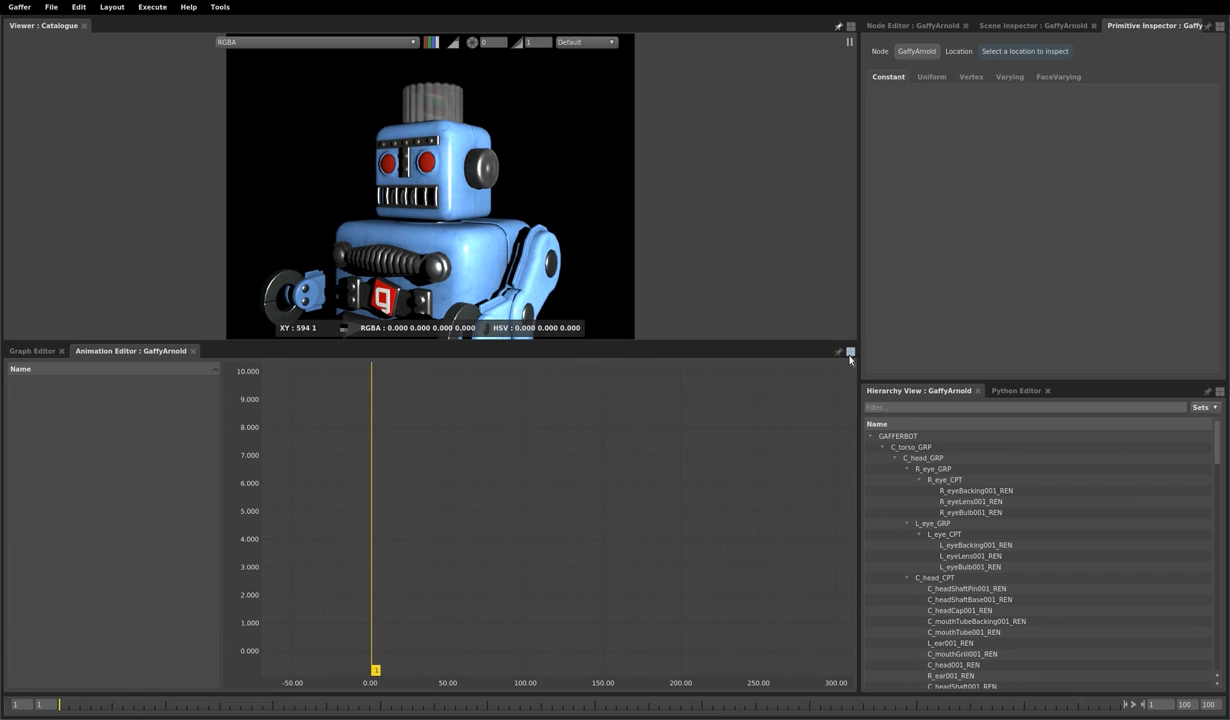 Gaffer File Edit Layout Execute Help Tools
Viewer : Catalogue
RGBA 0 1 Default
g
XY : 594 1 RGBA : 0.000 0.000 0.000 0.000 HSV : 0.000 0.000 0.000
Node Editor : GaffyArnold Scene Inspector : GaffyArnold Primitive Inspector : Gaffy
Node GaffyArnold Location Select a location to inspect
Constant Uniform Vertex Varying FaceVarying
Graph Editor Animation Editor : GaffyArnold
Name
10.000
9.000
8.000
7.000
6.000
5.000
4.000
3.000
2.000
1.000
0.000
1
-50.00 0.00 50.00 100.00 150.00 200.00 250.00 300.00
Hierarchy View : GaffyArnold Python Editor
Filter... Sets
Name
GAFFERBOT
C_torso_GRP
C_head_GRP
R_eye_GRP
R_eye_CPT
R_eyeBacking001_REN
R_eyeLens001_REN
R_eyeBulb001_REN
L_eye_GRP
L_eye_CPT
L_eyeBacking001_REN
L_eyeLens001_REN
L_eyeBulb001_REN
C_head_CPT
C_headShaftPin001_REN
C_headShaftBase001_REN
C_headCap001_REN
C_mouthTubeBacking001_REN
C_mouthTube001_REN
L_ear001_REN
C_mouthGrill001_REN
C_head001_REN
R_ear001_REN
C_headShaft001_REN
1 1 1 100 100